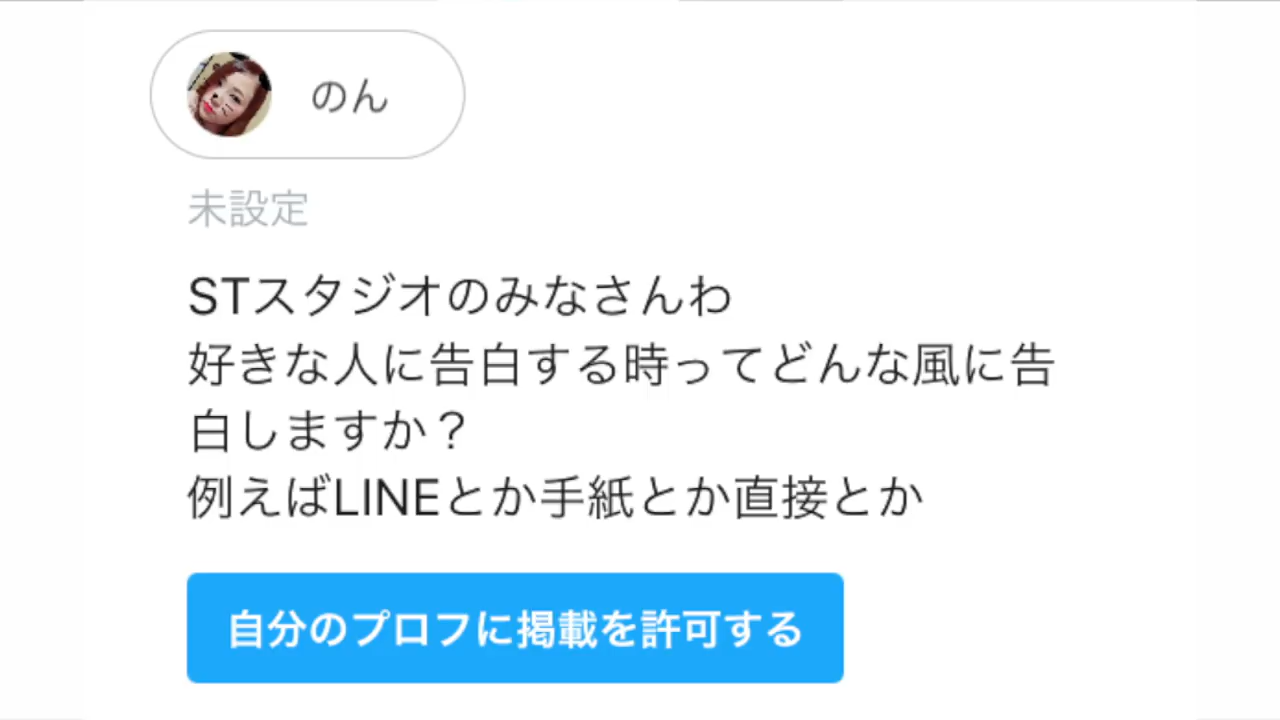 のん
未設定
STスタジオのみなさんわ
好きな人に告白する時ってどんな風に告
白しますか？
例えばLINEとか手紙とか直接とか
自分のプロフに掲載を許可する